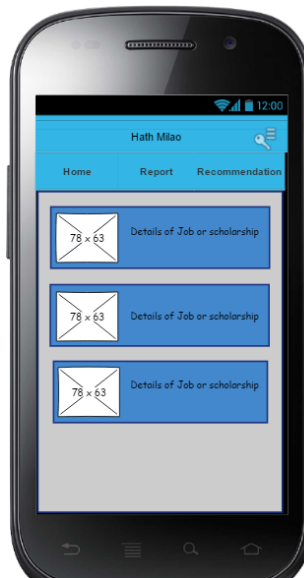 12:00
Hath Milao
Home Report Recommendation
78 x 63 Details of Job or scholarship
78 x 63 Details of Job or scholarship
78 x 63 Details of Job or scholarship